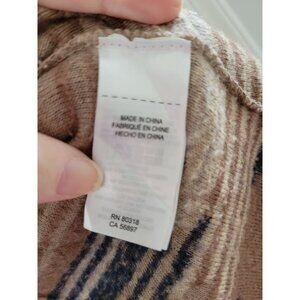 MADE IN CHINA
FABRIQUÉ EN CHINE
HECHO EN CHINA
RN 80318
CA 56897